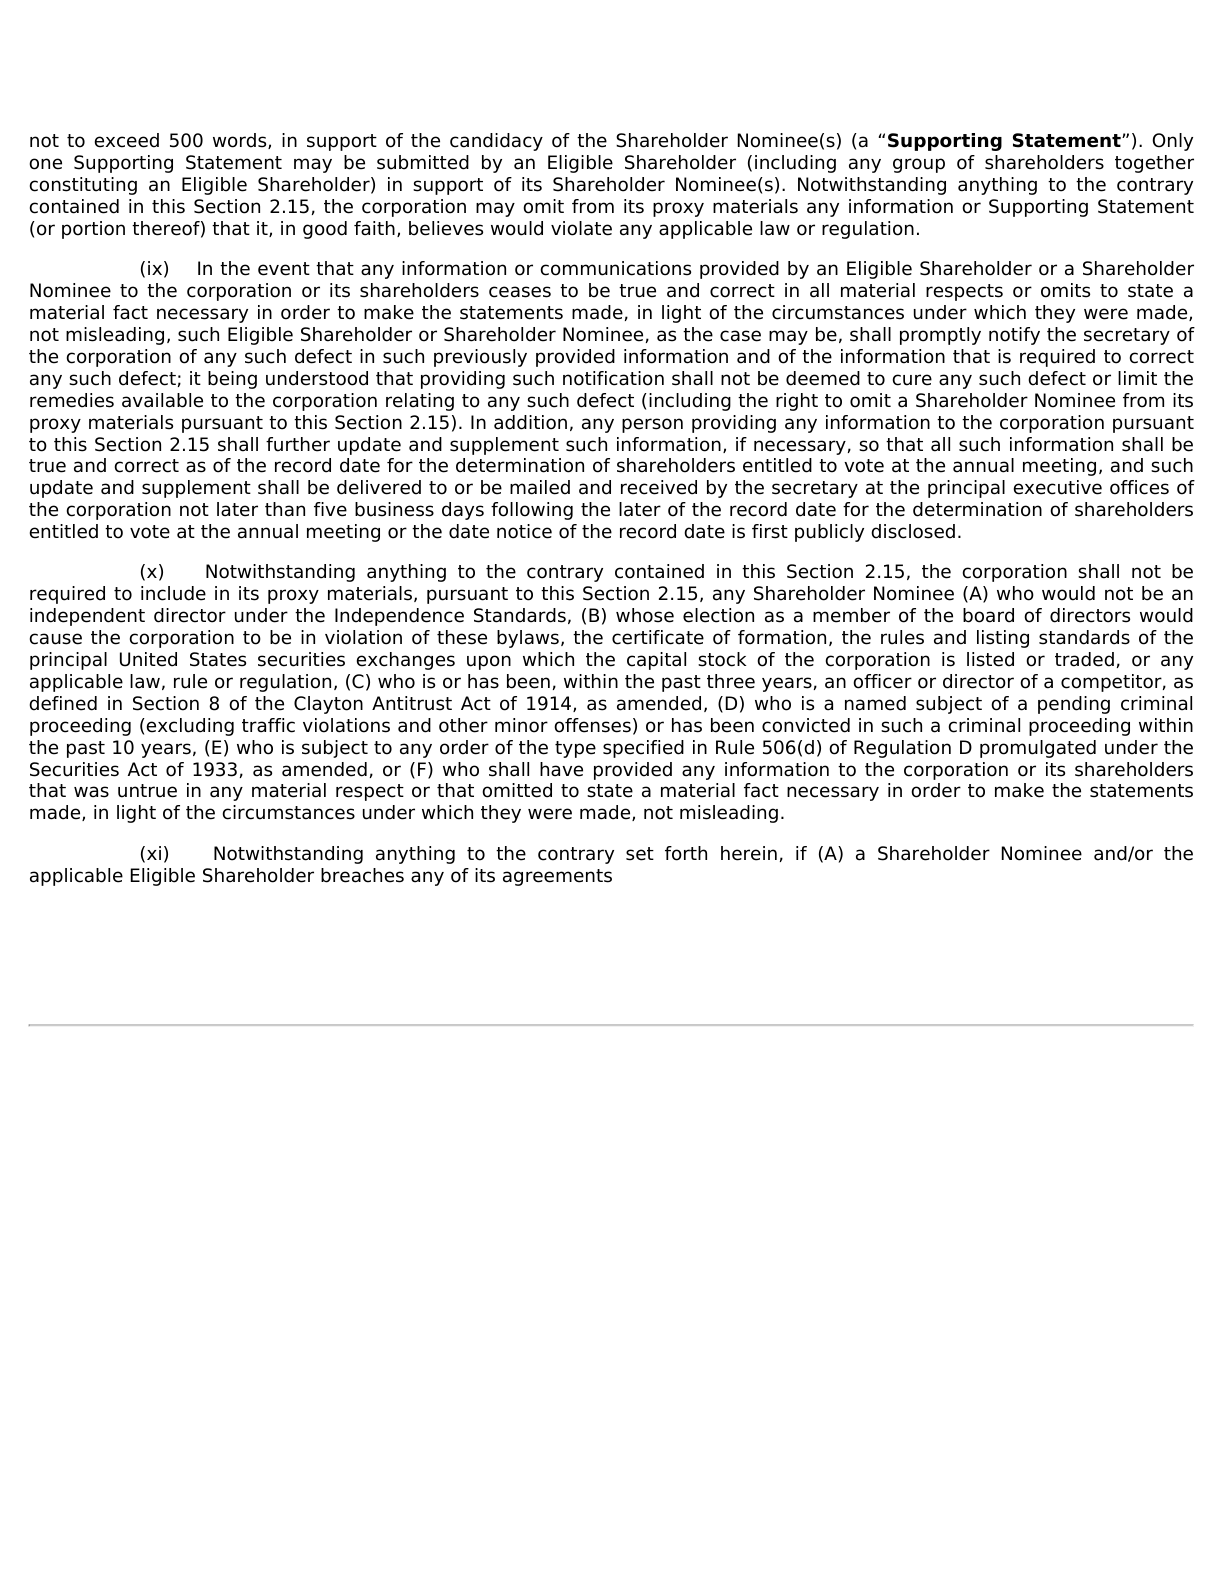 not to exceed 500 words, in support of the candidacy of the Shareholder Nominee(s) (a “Supporting Statement”). Only
one Supporting Statement may be submitted by an Eligible Shareholder (including any group of shareholders together
constituting an Eligible Shareholder) in support of its Shareholder Nominee(s). Notwithstanding anything to the contrary
contained in this Section 2.15, the corporation may omit from its proxy materials any information or Supporting Statement
(or portion thereof) that it, in good faith, believes would violate any applicable law or regulation.
(ix) In the event that any information or communications provided by an Eligible Shareholder or a Shareholder
Nominee to the corporation or its shareholders ceases to be true and correct in all material respects or omits to state a
material fact necessary in order to make the statements made, in light of the circumstances under which they were made,
not misleading, such Eligible Shareholder or Shareholder Nominee, as the case may be, shall promptly notify the secretary of
the corporation of any such defect in such previously provided information and of the information that is required to correct
any such defect; it being understood that providing such notification shall not be deemed to cure any such defect or limit the
remedies available to the corporation relating to any such defect (including the right to omit a Shareholder Nominee from its
proxy materials pursuant to this Section 2.15). In addition, any person providing any information to the corporation pursuant
to this Section 2.15 shall further update and supplement such information, if necessary, so that all such information shall be
true and correct as of the record date for the determination of shareholders entitled to vote at the annual meeting, and such
update and supplement shall be delivered to or be mailed and received by the secretary at the principal executive offices of
the corporation not later than five business days following the later of the record date for the determination of shareholders
entitled to vote at the annual meeting or the date notice of the record date is first publicly disclosed.
(x) Notwithstanding anything to the contrary contained in this Section 2.15, the corporation shall not be
required to include in its proxy materials, pursuant to this Section 2.15, any Shareholder Nominee (A) who would not be an
independent director under the Independence Standards, (B) whose election as a member of the board of directors would
cause the corporation to be in violation of these bylaws, the certificate of formation, the rules and listing standards of the
principal United States securities exchanges upon which the capital stock of the corporation is listed or traded, or any
applicable law, rule or regulation, (C) who is or has been, within the past three years, an officer or director of a competitor, as
defined in Section 8 of the Clayton Antitrust Act of 1914, as amended, (D) who is a named subject of a pending criminal
proceeding (excluding traffic violations and other minor offenses) or has been convicted in such a criminal proceeding within
the past 10 years, (E) who is subject to any order of the type specified in Rule 506(d) of Regulation D promulgated under the
Securities Act of 1933, as amended, or (F) who shall have provided any information to the corporation or its shareholders
that was untrue in any material respect or that omitted to state a material fact necessary in order to make the statements
made, in light of the circumstances under which they were made, not misleading.
(xi) Notwithstanding anything to the contrary set forth herein, if (A) a Shareholder Nominee and/or the
applicable Eligible Shareholder breaches any of its agreements